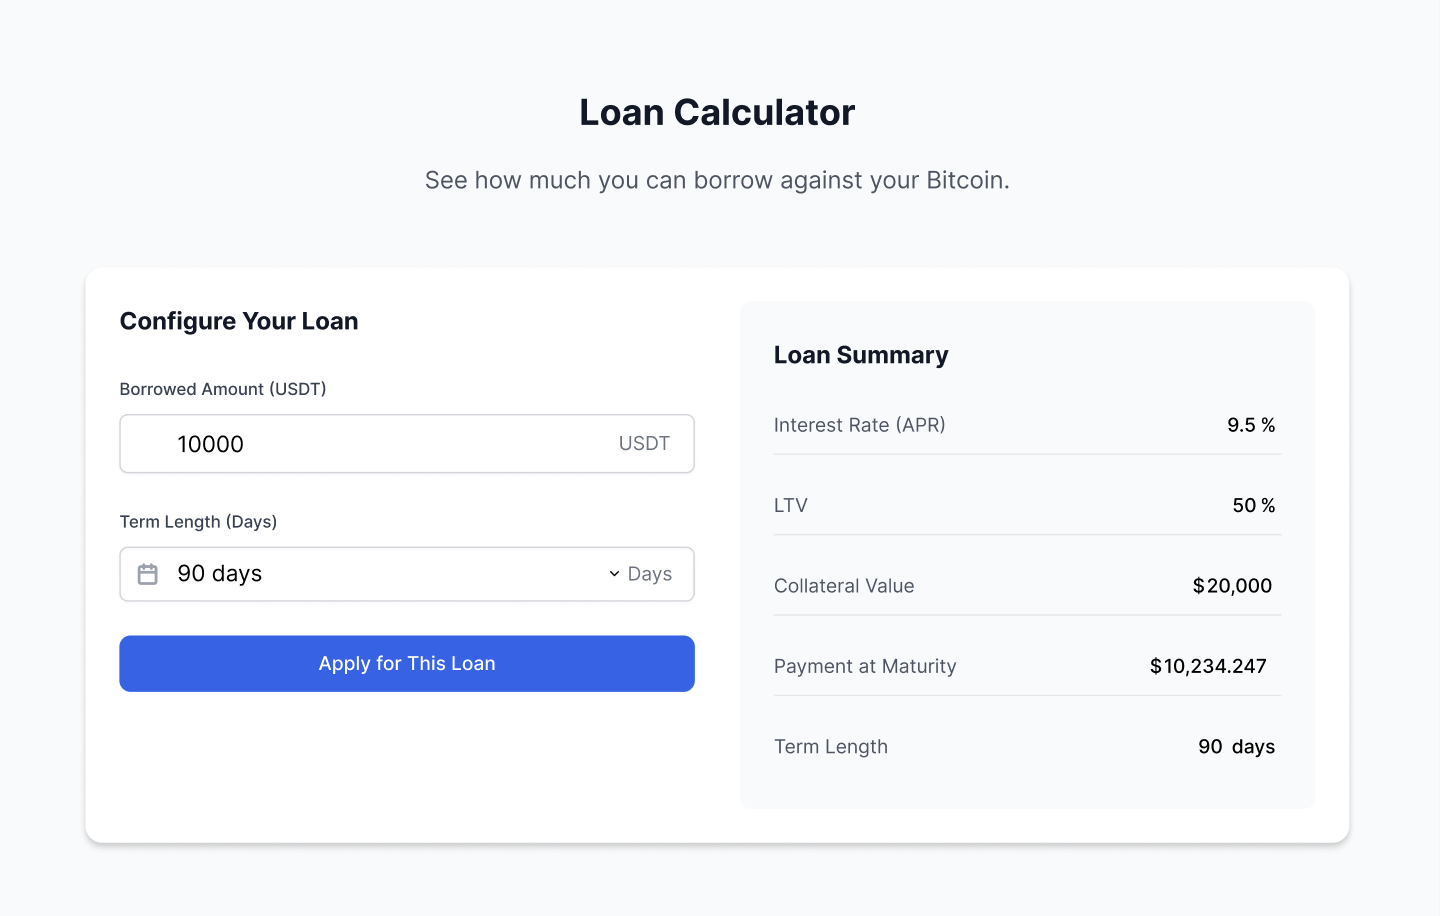 Loan Calculator
See how much you can borrow against your Bitcoin.
Configure Your Loan
Borrowed Amount (USDT)
10000 USDT
Term Length (Days)
90 days Days
Apply for This Loan
Loan Summary
Interest Rate (APR) 9.5 %
LTV 50 %
Collateral Value $20,000
Payment at Maturity $10,234.247
Term Length 90 days